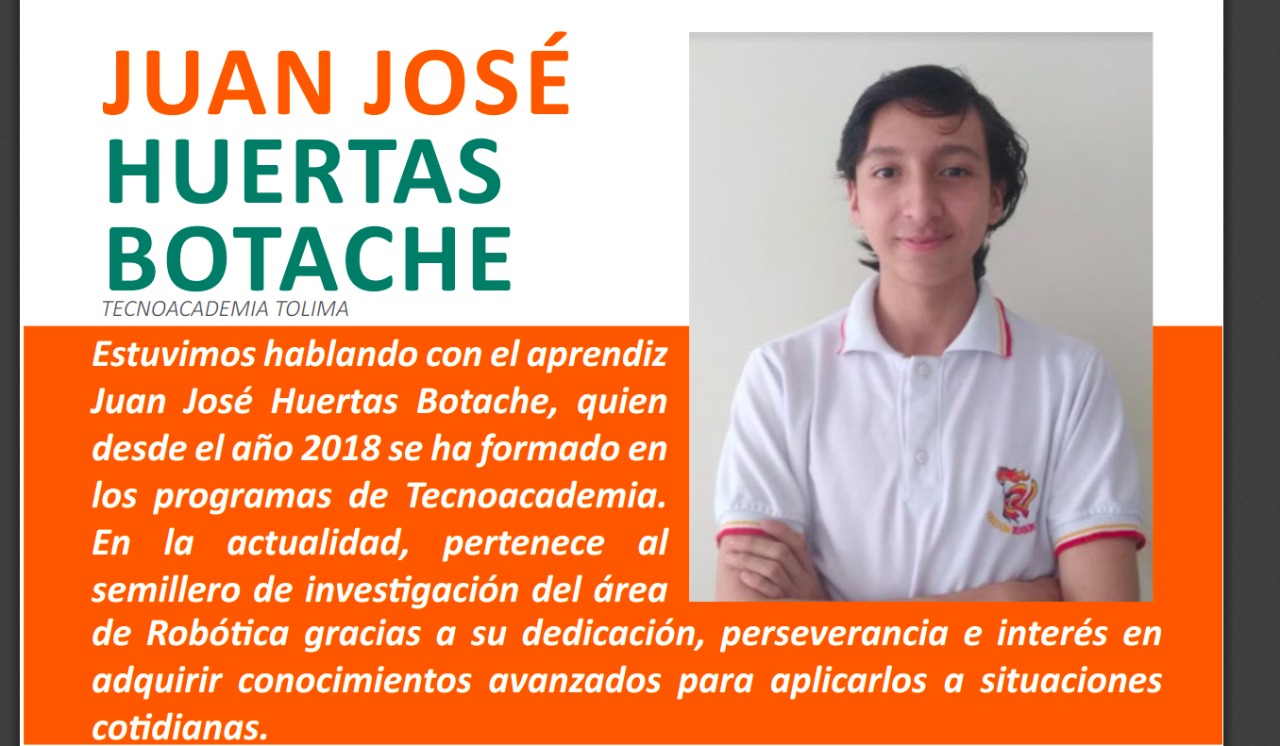 JUAN JOSÉ
HUERTAS
BOTACHE
TECNOACADEMIA TOLIMA
Estuvimos hablando con el aprendiz
Juan José Huertas Botache, quien
desde el año 2018 se ha formado en
los programas de Tecnoacademia.
En la actualidad, pertenece al
semillero de investigación del área
de Robótica gracias a su dedicación, perseverancia e interés en
adquirir conocimientos avanzados para aplicarlos a situaciones
cotidianas.